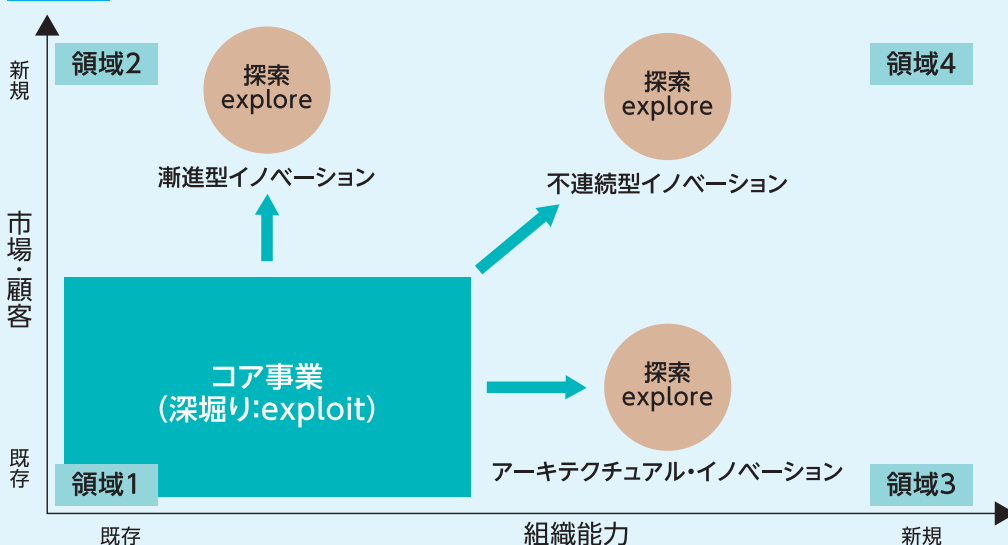 領域2
探索
explore
漸進型イノベーション
探索
explore
不連続型イノベーション
領域4
新規
市場・顧客
既存
コア事業
(深堀り:exploit)
領域1
探索
explore
アーキテクチュアル・イノベーション
領域3
既存
組織能力
新規